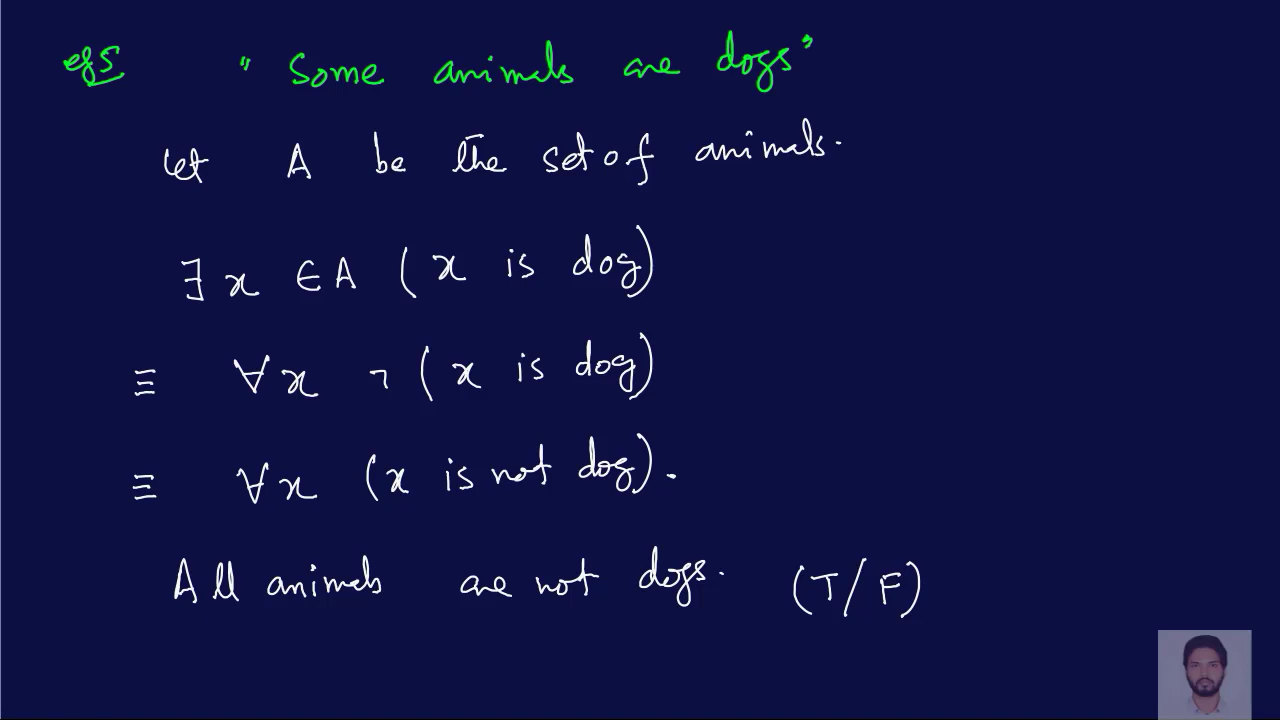 eg5 " Some animals are dogs"
Let A be the set of animals.
∃ x ∈ A ( x is dog)
≡ ∀x ¬ ( x is dog)
≡ ∀x ( x is not dog).
All animals are not dogs. (T/F)